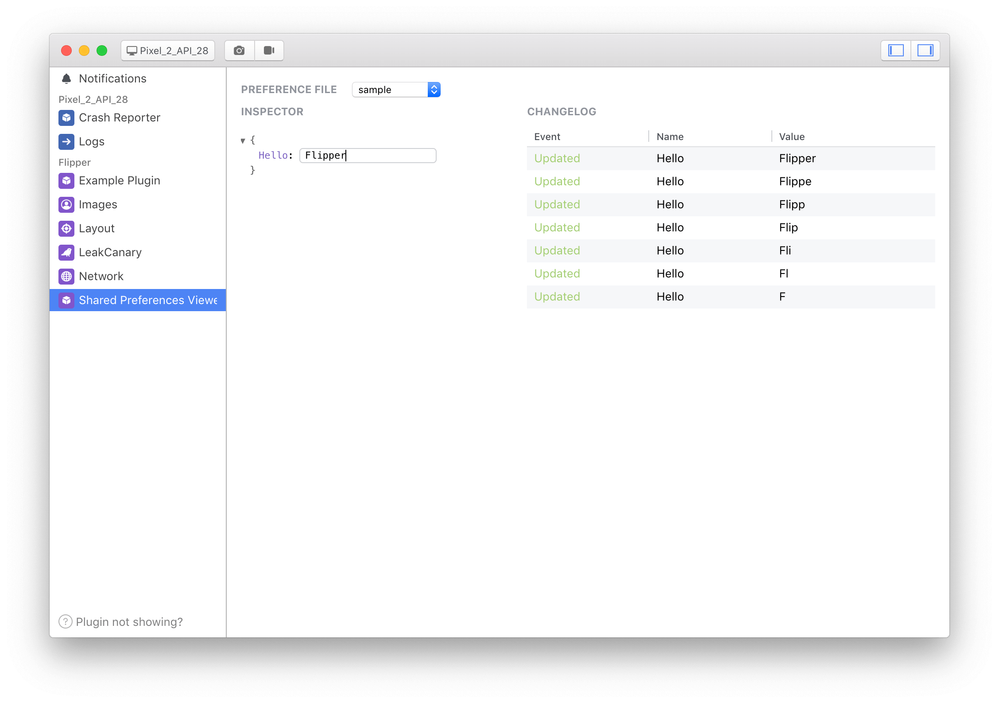 Pixel_2_API_28
Notifications
Pixel_2_API_28
Crash Reporter
Logs
Flipper
Example Plugin
Images
Layout
LeakCanary
Network
Shared Preferences Viewe
? Plugin not showing?
PREFERENCE FILE sample
INSPECTOR
▼ {
Hello: Flipper
}
CHANGELOG
Event Name Value
Updated Hello Flipper
Updated Hello Flippe
Updated Hello Flipp
Updated Hello Flip
Updated Hello Fli
Updated Hello Fl
Updated Hello F